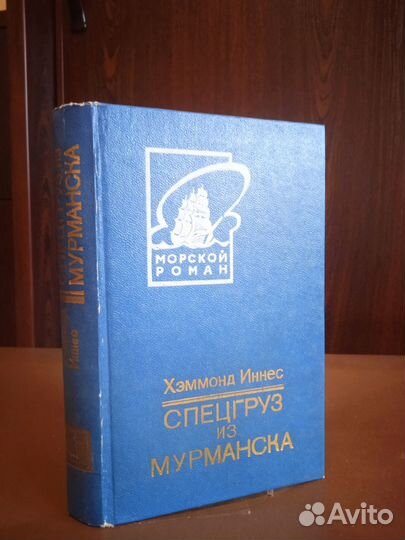 МОРСКОЙ
РОМАН
Хэммонд Иннес
СПЕЦГРУЗ
ИЗ
МУРМАНСКА
МУРМАНСКА
Иннес
Avito